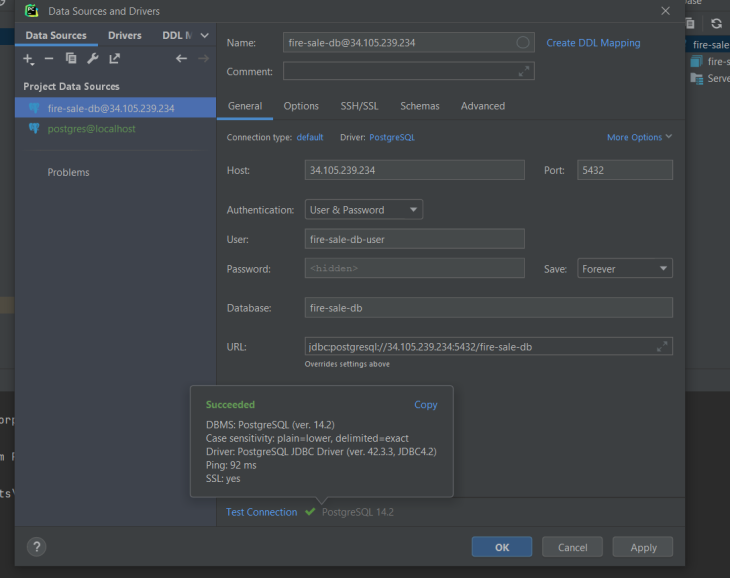 Data Sources and Drivers
Data Sources Drivers DDL M
Project Data Sources
fire-sale-db@34.105.239.234
postgres@localhost
Problems
Name: fire-sale-db@34.105.239.234 Create DDL Mapping
Comment:
General Options SSH/SSL Schemas Advanced
Connection type: default Driver: PostgreSQL More Options
Host: 34.105.239.234 Port: 5432
Authentication: User & Password
User: fire-sale-db-user
Password: <hidden> Save: Forever
Database: fire-sale-db
URL: jdbc:postgresql://34.105.239.234:5432/fire-sale-db
Overrides settings above
Succeeded Copy
DBMS: PostgreSQL (ver. 14.2)
Case sensitivity: plain=lower, delimited=exact
Driver: PostgreSQL JDBC Driver (ver. 42.3.3, JDBC4.2)
Ping: 92 ms
SSL: yes
Test Connection PostgreSQL 14.2
? OK Cancel Apply
fire-sale
fire-s
Serve